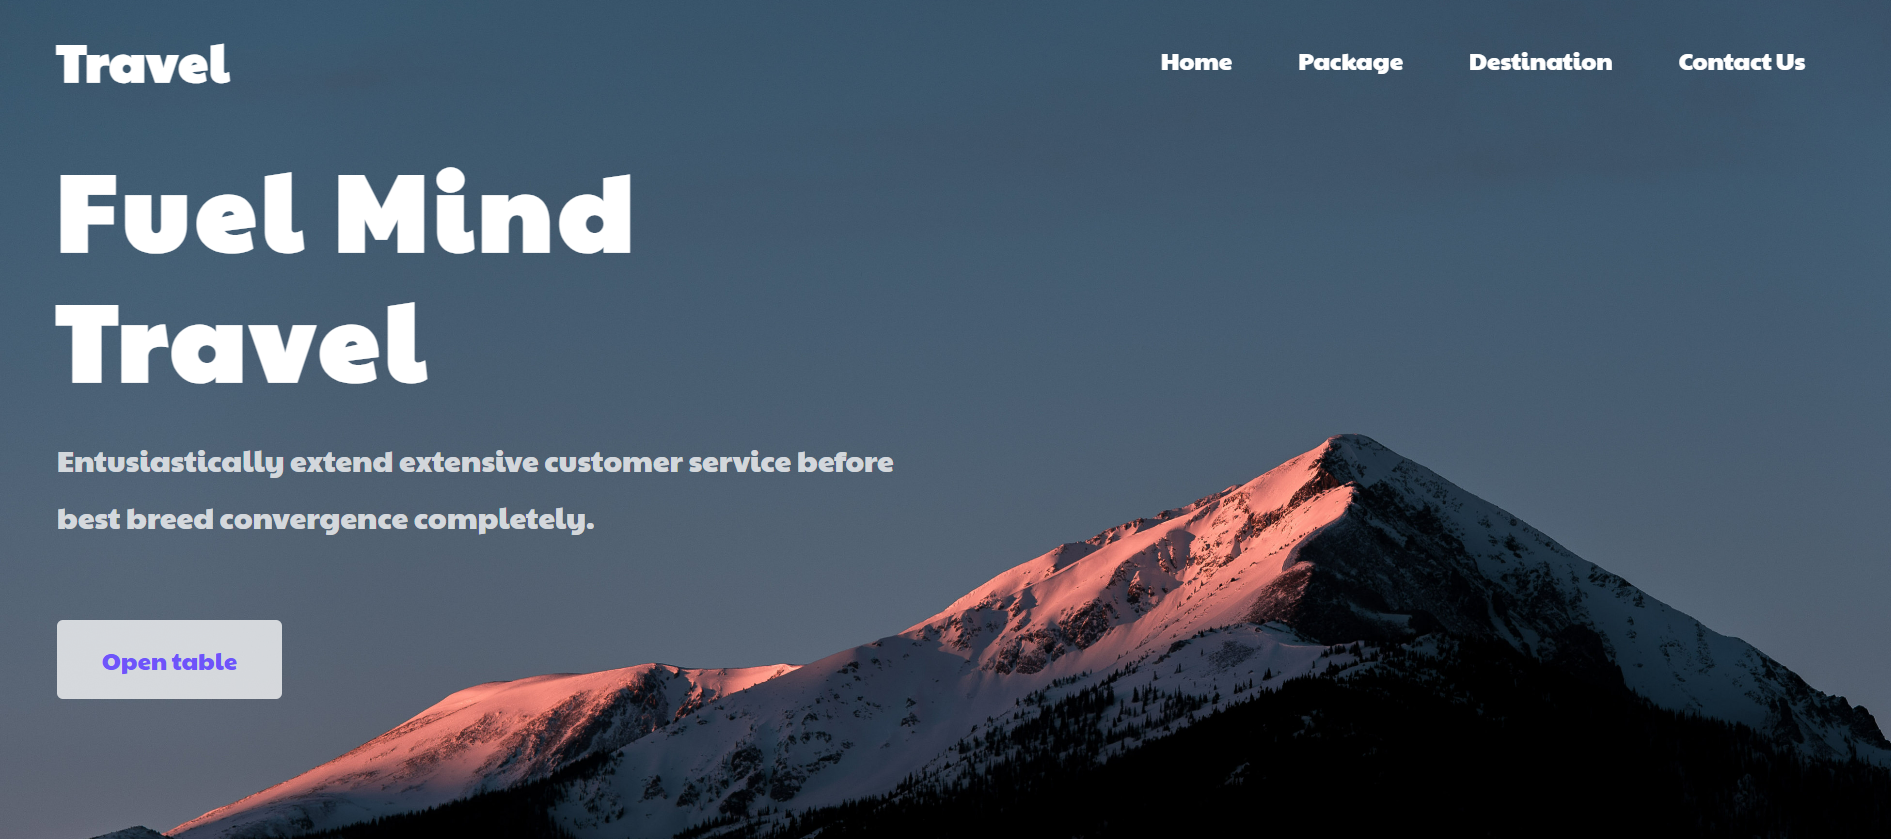 Travel
Home Package Destination Contact Us
Fuel Mind
Travel
Entusiastically extend extensive customer service before
best breed convergence completely.
Open table